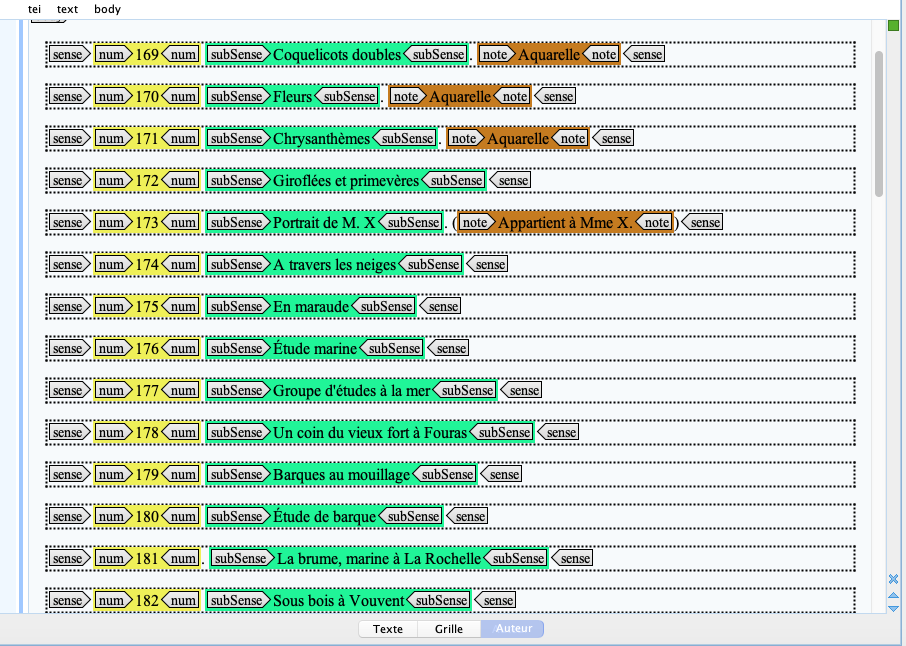 tei text body
sense num 169 num subSense Coquelicots doubles subSense . note Aquarelle note sense
sense num 170 num subSense Fleurs subSense . note Aquarelle note sense
sense num 171 num subSense Chrysanthèmes subSense . note Aquarelle note sense
sense num 172 num subSense Giroflées et primevères subSense sense
sense num 173 num subSense Portrait de M. X subSense . ( note Appartient à Mme X. note ) sense
sense num 174 num subSense A travers les neiges subSense sense
sense num 175 num subSense En maraude subSense sense
sense num 176 num subSense Étude marine subSense sense
sense num 177 num subSense Groupe d'études à la mer subSense sense
sense num 178 num subSense Un coin du vieux fort à Fouras subSense sense
sense num 179 num subSense Barques au mouillage subSense sense
sense num 180 num subSense Étude de barque subSense sense
sense num 181 num . subSense La brume, marine à La Rochelle subSense sense
sense num 182 num subSense Sous bois à Vouvent subSense sense
Texte Grille Auteur